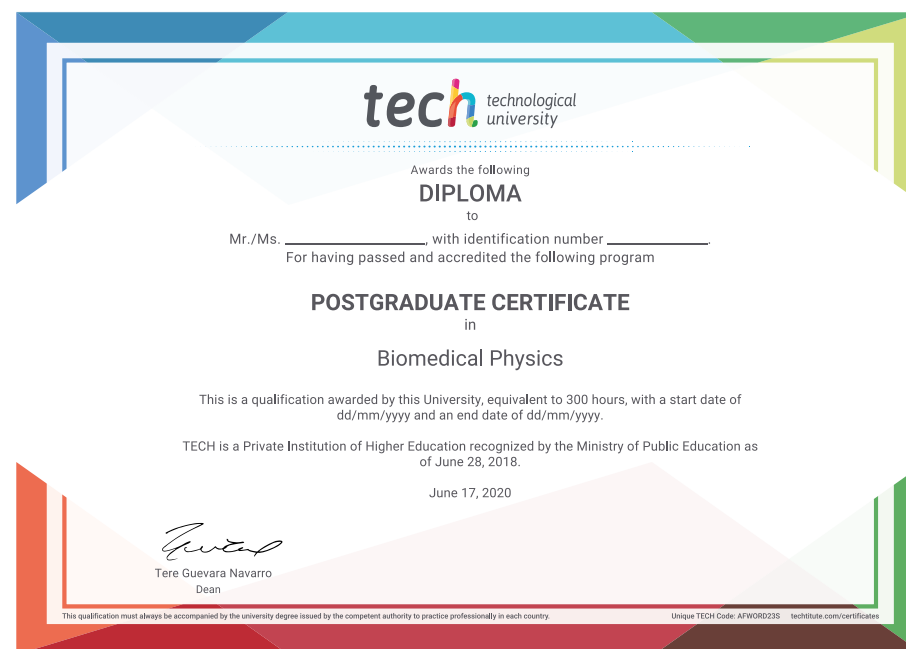 tech technological
university
Awards the following
DIPLOMA
to
Mr./Ms. ____________________, with identification number ______________.
For having passed and accredited the following program
POSTGRADUATE CERTIFICATE
in
Biomedical Physics
This is a qualification awarded by this University, equivalent to 300 hours, with a start date of
dd/mm/yyyy and an end date of dd/mm/yyyy.
TECH is a Private Institution of Higher Education recognized by the Ministry of Public Education as
of June 28, 2018.
June 17, 2020
Tere Guevara Navarro
Dean
This qualification must always be accompanied by the university degree issued by the competent authority to practice professionally in each country. Unique TECH Code: AFWORD23S techtitute.com/certificates